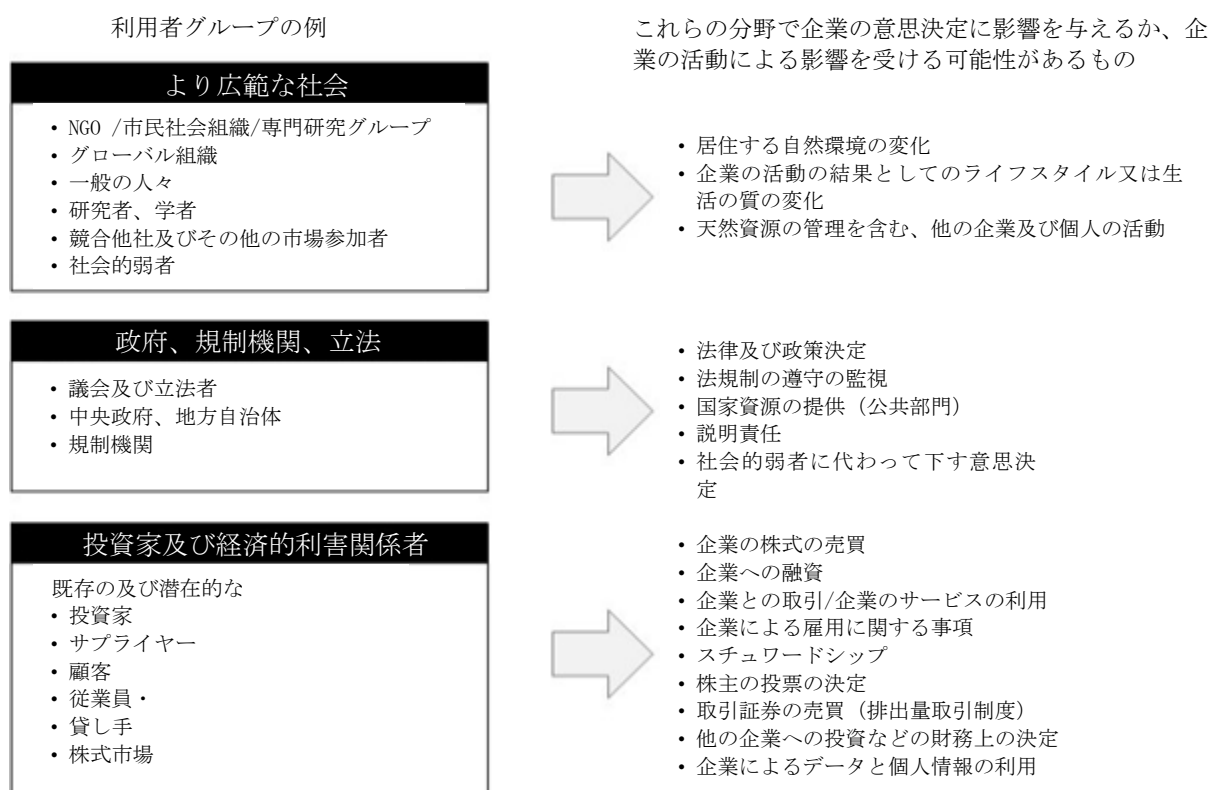 利用者グループの例
これらの分野で企業の意思決定に影響を与えるか、企
業の活動による影響を受ける可能性があるもの
より広範な社会
• NGO /市民社会組織/専門研究グループ
• グローバル組織
• 一般の人々
• 研究者、学者
• 競合他社及びその他の市場参加者
• 社会的弱者
• 居住する自然環境の変化
• 企業の活動の結果としてのライフスタイル又は生
活の質の変化
• 天然資源の管理を含む、他の企業及び個人の活動
政府、規制機関、立法
• 議会及び立法者
• 中央政府、地方自治体
• 規制機関
• 法律及び政策決定
• 法規制の遵守の監視
• 国家資源の提供（公共部門）
• 説明責任
• 社会的弱者に代わって下す意思決
定
投資家及び経済的利害関係者
既存の及び潜在的な
• 投資家
• サプライヤー
• 顧客
• 従業員・
• 貸し手
• 株式市場
• 企業の株式の売買
• 企業への融資
• 企業との取引/企業のサービスの利用
• 企業による雇用に関する事項
• スチュワードシップ
• 株主の投票の決定
• 取引証券の売買（排出量取引制度）
• 他の企業への投資などの財務上の決定
• 企業によるデータと個人情報の利用